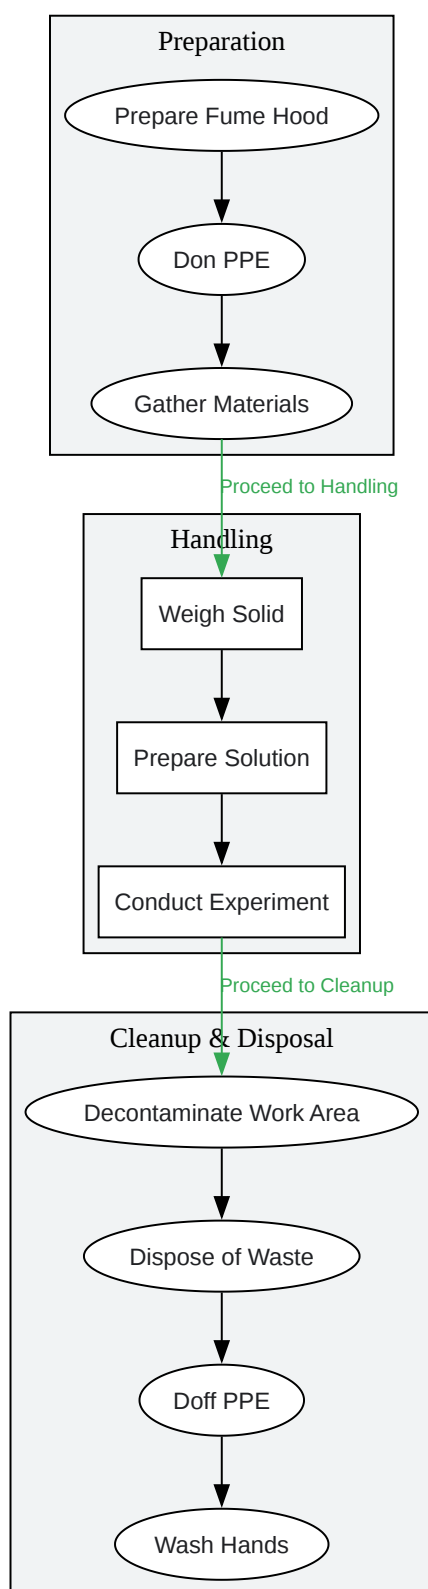 Preparation
Prepare Fume Hood
Don PPE
Gather Materials
Proceed to Handling
Handling
Weigh Solid
Prepare Solution
Conduct Experiment
Proceed to Cleanup
Cleanup & Disposal
Decontaminate Work Area
Dispose of Waste
Doff PPE
Wash Hands